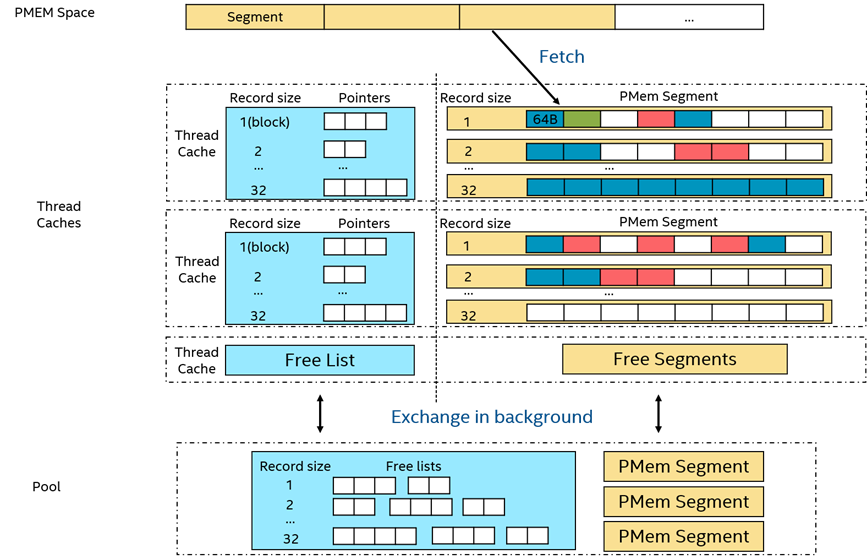 PMEM Space
Segment
...
Fetch
Thread Caches
Thread Cache
Record size Pointers
1(block)
2
... ...
32
Record size PMem Segment
1 64B
2
... ...
32
Thread Cache
Record size Pointers
1(block)
2
... ...
32
Record size PMem Segment
1
2
... ...
32
Thread Cache
Free List
Free Segments
Exchange in background
Pool
Record size Free lists
1
2
...
32
PMem Segment
PMem Segment
PMem Segment